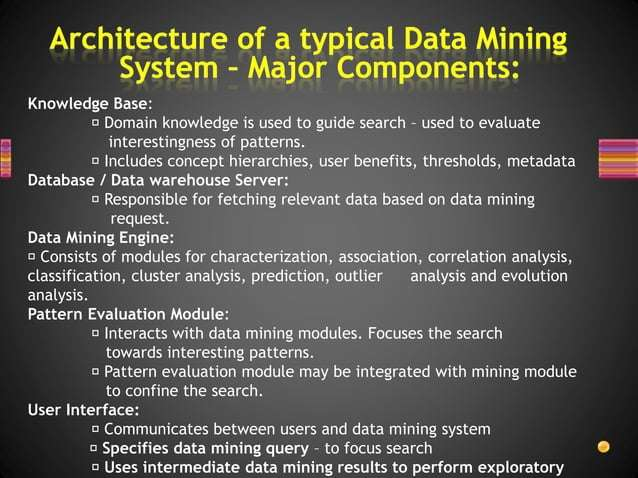 Architecture of a typical Data Mining
System – Major Components:
Knowledge Base:
Domain knowledge is used to guide search – used to evaluate
interestingness of patterns.
Includes concept hierarchies, user benefits, thresholds, metadata
Database / Data warehouse Server:
Responsible for fetching relevant data based on data mining
request.
Data Mining Engine:
Consists of modules for characterization, association, correlation analysis,
classification, cluster analysis, prediction, outlier analysis and evolution
analysis.
Pattern Evaluation Module:
Interacts with data mining modules. Focuses the search
towards interesting patterns.
Pattern evaluation module may be integrated with mining module
to confine the search.
User Interface:
Communicates between users and data mining system
Specifies data mining query – to focus search
Uses intermediate data mining results to perform exploratory